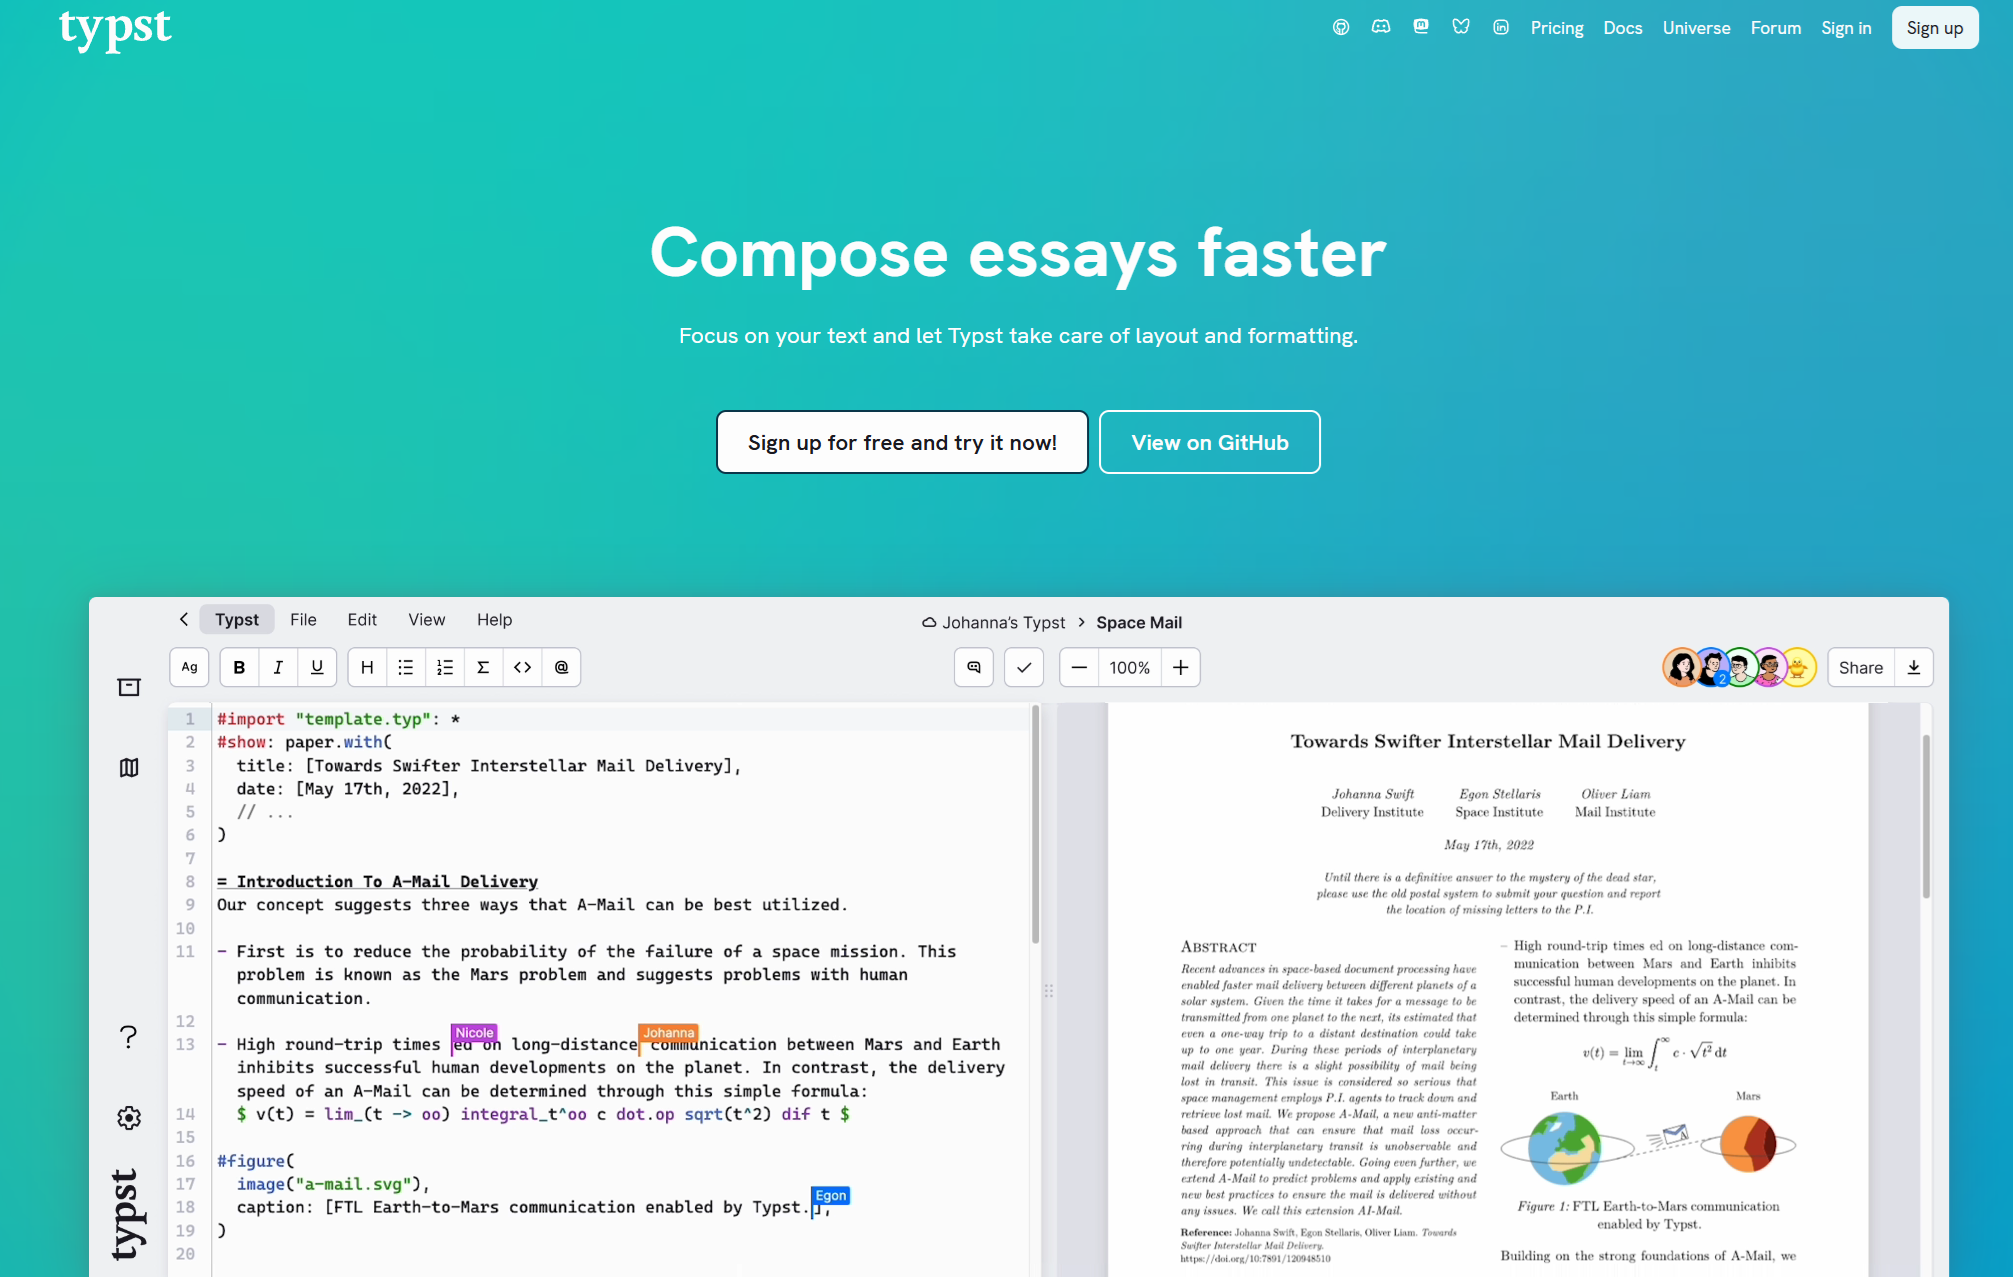 typst
Pricing Docs Universe Forum Sign in Sign up
Compose essays faster
Focus on your text and let Typst take care of layout and formatting.
Sign up for free and try it now! View on GitHub
Typst File Edit View Help
Johanna's Typst > Space Mail
Ag B I U H Σ <> @
100%
2
Share
1 #import "template.typ": *
2 #show: paper.with(
3 title: [Towards Swifter Interstellar Mail Delivery],
4 date: [May 17th, 2022],
5 // ...
6 )
7
8 = Introduction To A-Mail Delivery
9 Our concept suggests three ways that A-Mail can be best utilized.
10
11 - First is to reduce the probability of the failure of a space mission. This
problem is known as the Mars problem and suggests problems with human
communication.
12
Nicole Johanna
13 - High round-trip times ed on long-distance communication between Mars and Earth
inhibits successful human developments on the planet. In contrast, the delivery
speed of an A-Mail can be determined through this simple formula:
14 $ v(t) = lim_(t -> oo) integral_t^oo c dot.op sqrt(t^2) dif t $
15
16 #figure(
17 image("a-mail.svg"),
Egon
18 caption: [FTL Earth-to-Mars communication enabled by Typst.],
19 )
20
typst
Towards Swifter Interstellar Mail Delivery
Johanna Swift Egon Stellaris Oliver Liam
Delivery Institute Space Institute Mail Institute
May 17th, 2022
Until there is a definitive answer to the mystery of the dead star,
please use the old postal system to submit your question and report
the location of missing letters to the P.I.
ABSTRACT
Recent advances in space-based document processing have
enabled faster mail delivery between different planets of a
solar system. Given the time it takes for a message to be
transmitted from one planet to the next, its estimated that
even a one-way trip to a distant destination could take
up to one year. During these periods of interplanetary
mail delivery there is a slight possibility of mail being
lost in transit. This issue is considered so serious that
space management employs P.I. agents to track down and
retrieve lost mail. We propose A-Mail, a new anti-matter
based approach that can ensure that mail loss occur-
ring during interplanetary transit is unobservable and
therefore potentially undetectable. Going even further, we
extend A-Mail to predict problems and apply existing and
new best practices to ensure the mail is delivered without
any issues. We call this extension AI-Mail.
Reference: Johanna Swift, Egon Stellaris, Oliver Liam. Towards
Swifter Interstellar Mail Delivery.
https://doi.org/10:7891/120948510
– High round-trip times ed on long-distance com-
munication between Mars and Earth inhibits
successful human developments on the planet. In
contrast, the delivery speed of an A-Mail can be
determined through this simple formula:
v(t) = lim t→∞ ∫ t ∞ c · √t² dt
Earth Mars
A
Figure 1: FTL Earth-to-Mars communication
enabled by Typst.
Building on the strong foundations of A-Mail, we